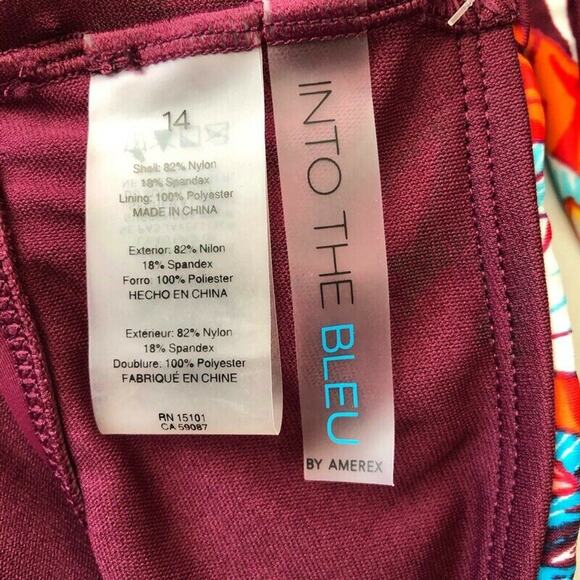 14
Shell: 82% Nylon
18% Spandex
Lining: 100% Polyester
MADE IN CHINA
Exterior: 82% Nilon
18% Spandex
Forro: 100% Poliester
HECHO EN CHINA
Exterieur: 82% Nylon
18% Spandex
Doublure: 100% Polyester
FABRIQUÉ EN CHINE
RN 15101
CA 59087
INTO THE BLEU
BY AMEREX